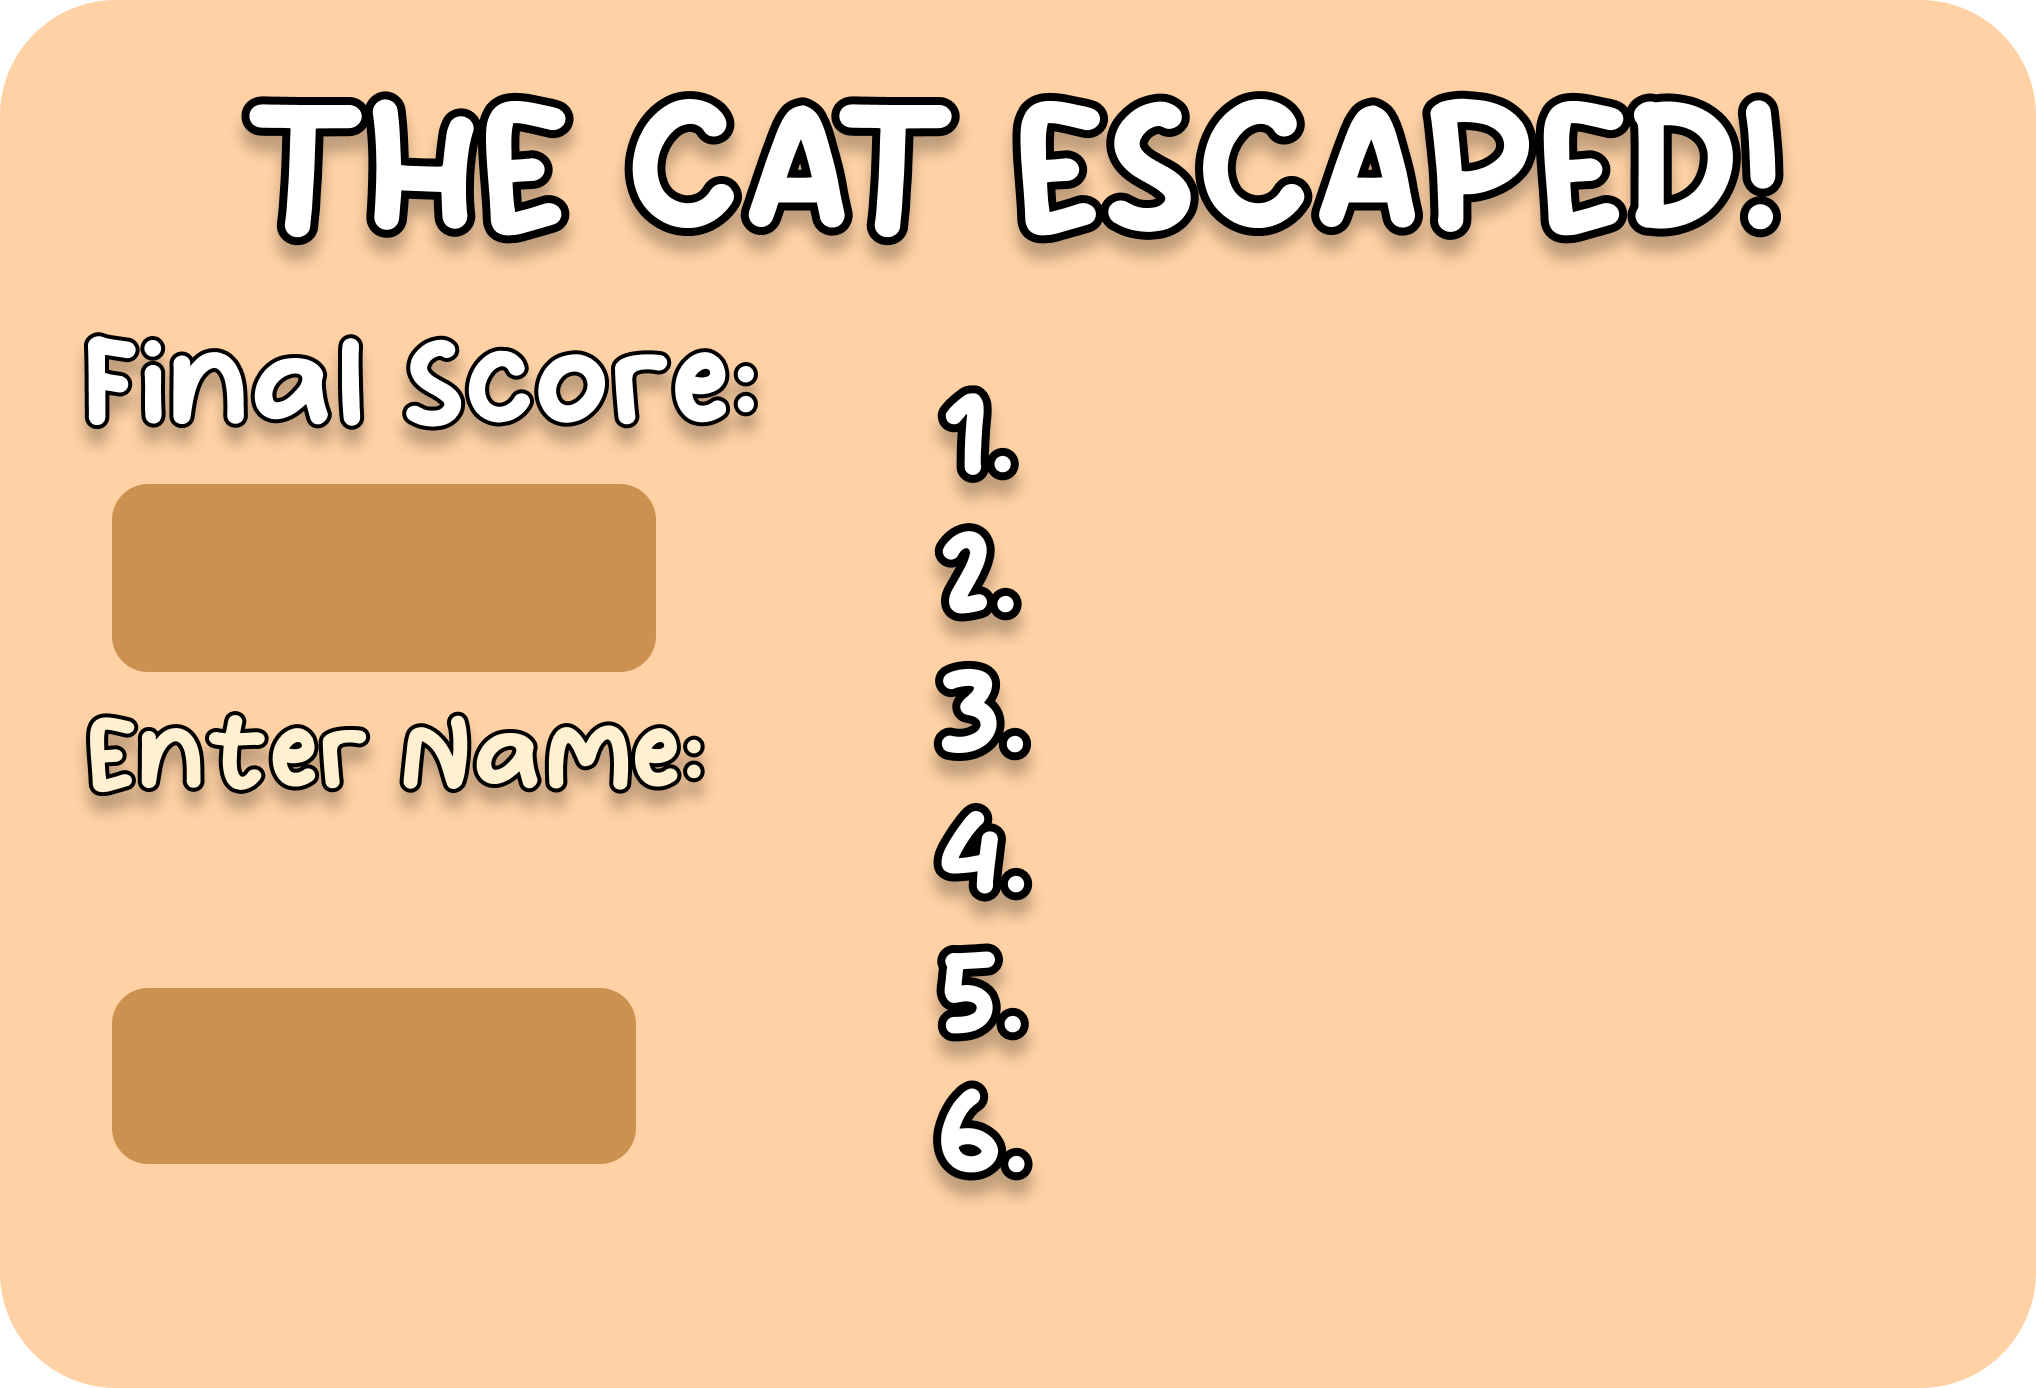 THE CAT ESCAPED!
Final Score:
Enter Name:
1.
2.
3.
4.
5.
6.